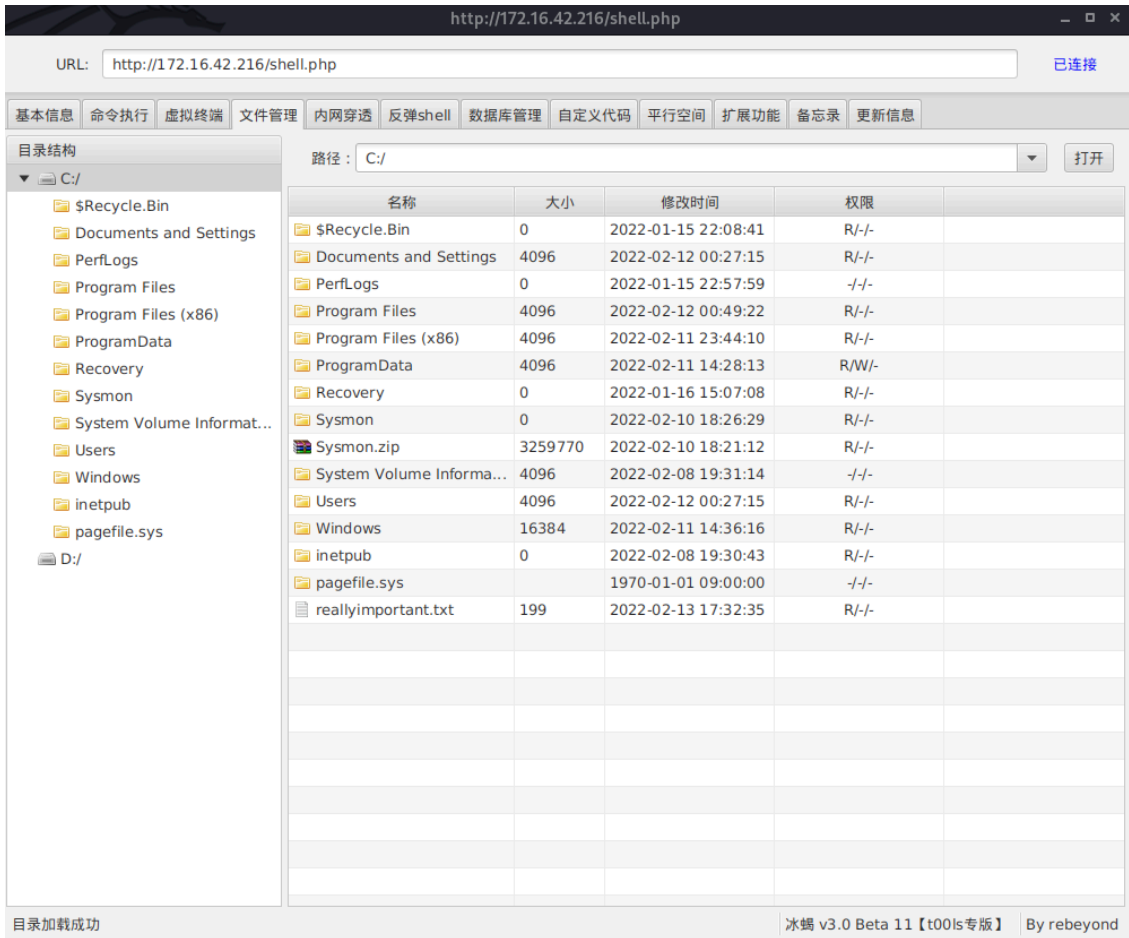 http://172.16.42.216/shell.php
URL: http://172.16.42.216/shell.php 已连接
基本信息 命令执行 虚拟终端 文件管理 内网穿透 反弹shell 数据库管理 自定义代码 平行空间 扩展功能 备忘录 更新信息
目录结构
C:/
$Recycle.Bin
Documents and Settings
PerfLogs
Program Files
Program Files (x86)
ProgramData
Recovery
Sysmon
System Volume Informat...
Users
Windows
inetpub
pagefile.sys
D:/
路径： C:/ 打开
名称 大小 修改时间 权限
$Recycle.Bin 0 2022-01-15 22:08:41 R/-/-
Documents and Settings 4096 2022-02-12 00:27:15 R/-/-
PerfLogs 0 2022-01-15 22:57:59 -/-/-
Program Files 4096 2022-02-12 00:49:22 R/-/-
Program Files (x86) 4096 2022-02-11 23:44:10 R/-/-
ProgramData 4096 2022-02-11 14:28:13 R/W/-
Recovery 0 2022-01-16 15:07:08 R/-/-
Sysmon 0 2022-02-10 18:26:29 R/-/-
Sysmon.zip 3259770 2022-02-10 18:21:12 R/-/-
System Volume Informa... 4096 2022-02-08 19:31:14 -/-/-
Users 4096 2022-02-12 00:27:15 R/-/-
Windows 16384 2022-02-11 14:36:16 R/-/-
inetpub 0 2022-02-08 19:30:43 R/-/-
pagefile.sys 1970-01-01 09:00:00 -/-/-
reallyimportant.txt 199 2022-02-13 17:32:35 R/-/-
目录加载成功 冰蝎 v3.0 Beta 11【t00ls专版】 By rebeyond